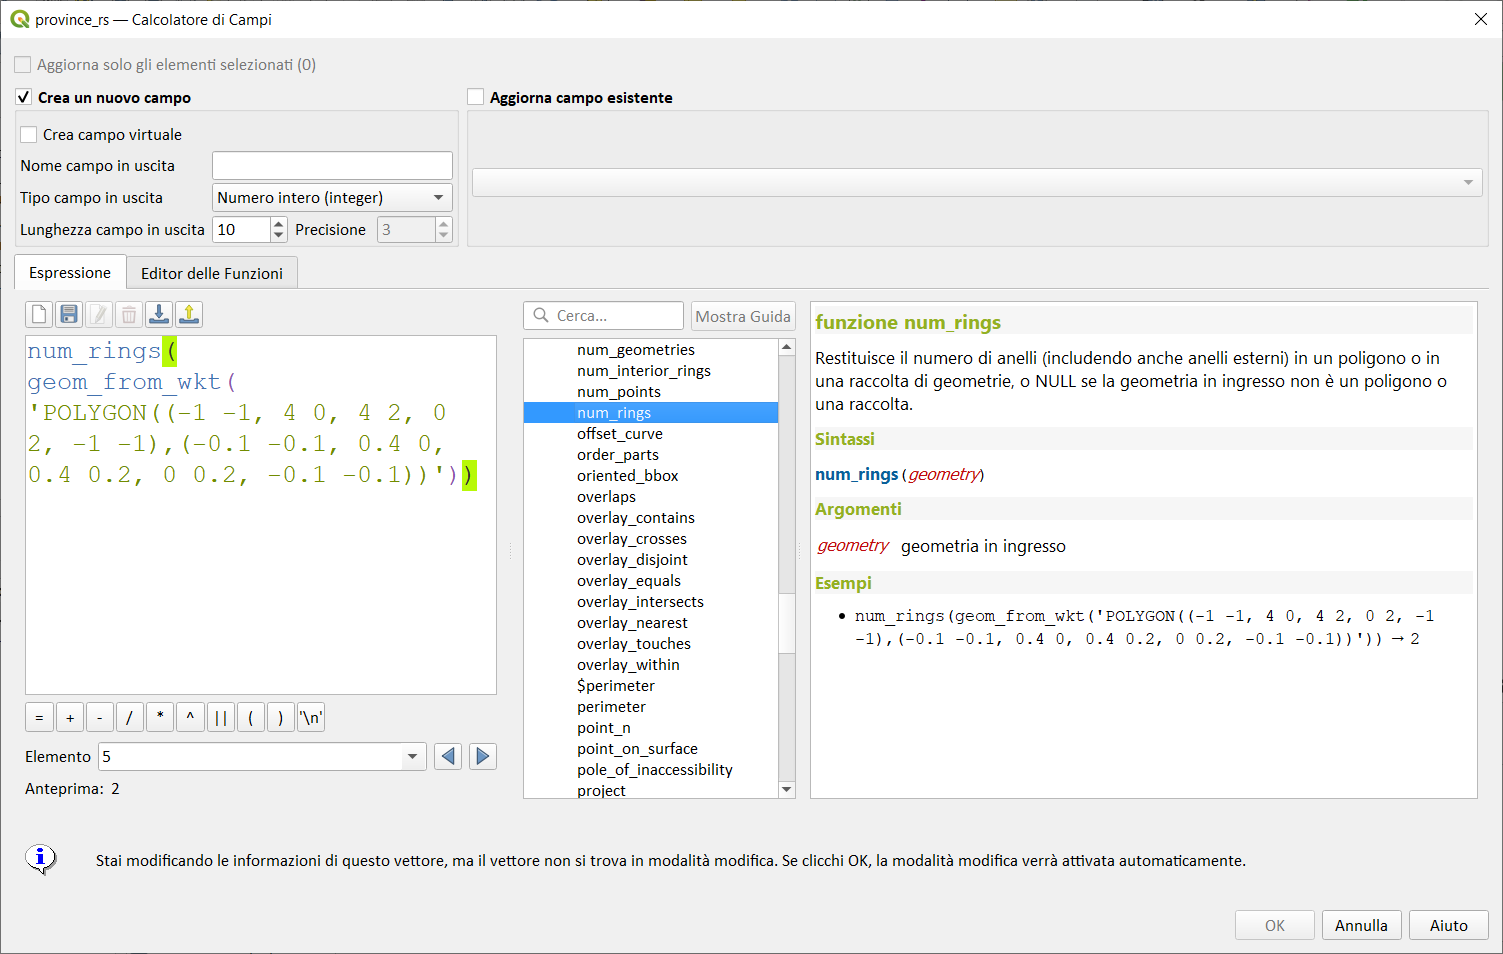 province_rs — Calcolatore di Campi
Aggiorna solo gli elementi selezionati (0)
Crea un nuovo campo
Aggiorna campo esistente
Crea campo virtuale
Nome campo in uscita
Tipo campo in uscita Numero intero (integer)
Lunghezza campo in uscita 10 Precisione 3
Espressione Editor delle Funzioni
num_rings(
geom_from_wkt(
'POLYGON((-1 -1, 4 0, 4 2, 0
2, -1 -1),(-0.1 -0.1, 0.4 0,
0.4 0.2, 0 0.2, -0.1 -0.1))'))
= + - / * ^ || ( ) '\n'
Elemento 5
Anteprima: 2
Cerca... Mostra Guida
num_geometries
num_interior_rings
num_points
num_rings
offset_curve
order_parts
oriented_bbox
overlaps
overlay_contains
overlay_crosses
overlay_disjoint
overlay_equals
overlay_intersects
overlay_nearest
overlay_touches
overlay_within
$perimeter
perimeter
point_n
point_on_surface
pole_of_inaccessibility
project
funzione num_rings
Restituisce il numero di anelli (includendo anche anelli esterni) in un poligono o in
una raccolta di geometrie, o NULL se la geometria in ingresso non è un poligono o
una raccolta.
Sintassi
num_rings(geometry)
Argomenti
geometry geometria in ingresso
Esempi
• num_rings(geom_from_wkt('POLYGON((-1 -1, 4 0, 4 2, 0 2, -1
-1),(-0.1 -0.1, 0.4 0, 0.4 0.2, 0 0.2, -0.1 -0.1))')) → 2
Stai modificando le informazioni di questo vettore, ma il vettore non si trova in modalità modifica. Se clicchi OK, la modalità modifica verrà attivata automaticamente.
OK Annulla Aiuto